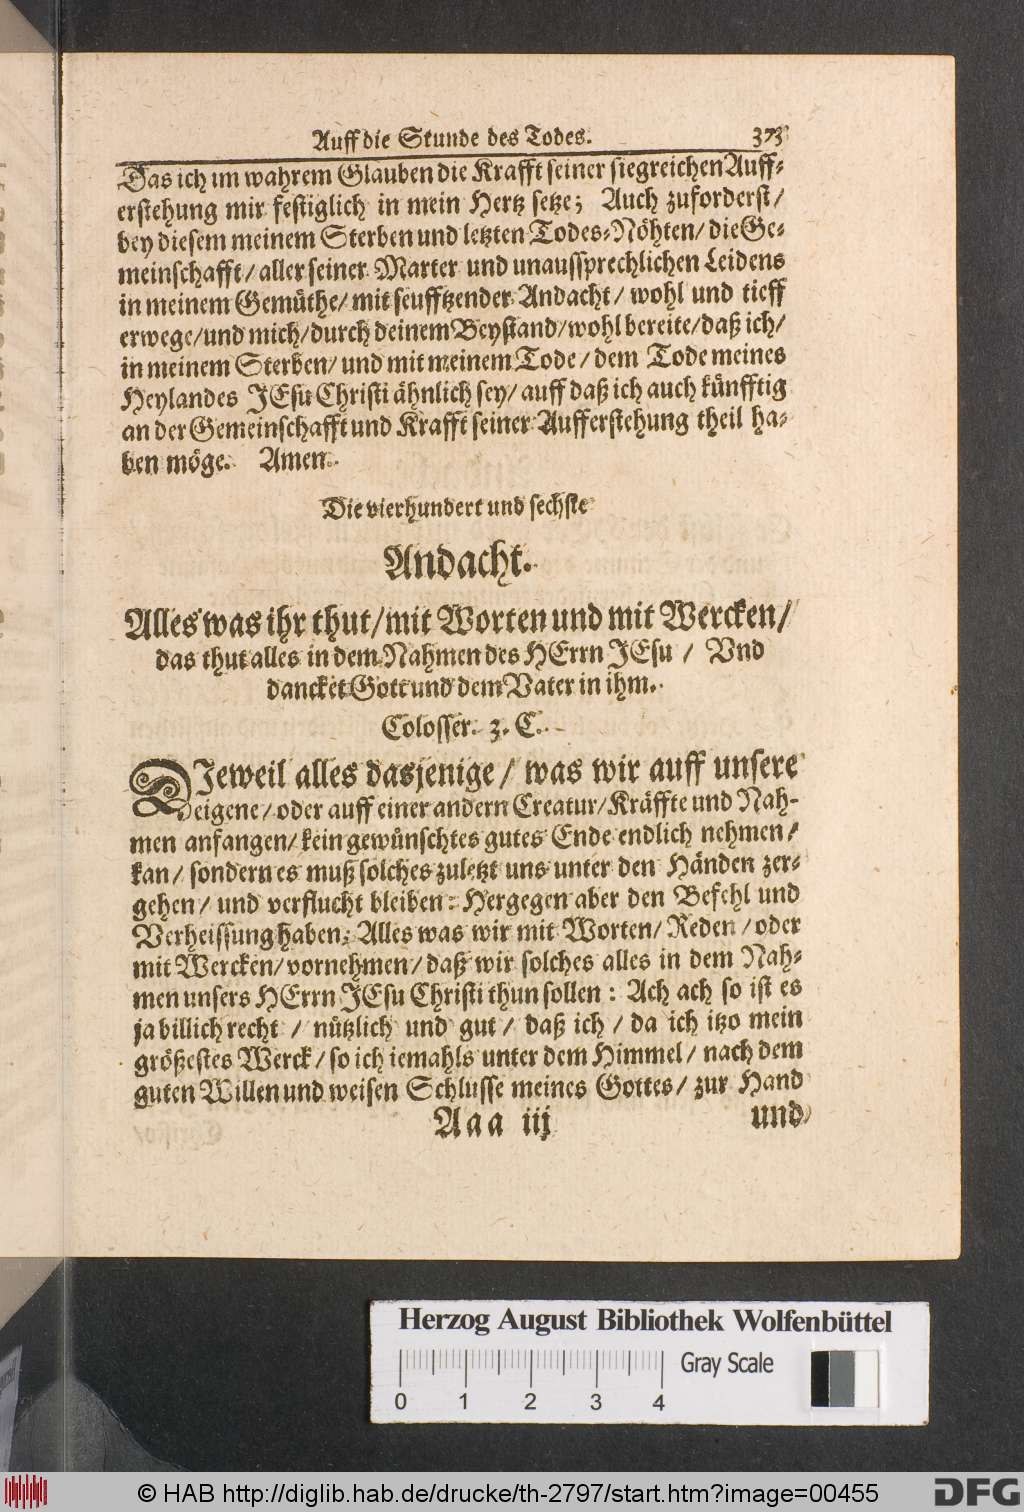 Auff die Stunde des Todes. 373
Das ich im wahrem Glauben die Krafft seiner siegreichen Auff-
erstehung mir festiglich in mein Hertz setze; Auch zuforderst/
bey diesem meinem Sterben und letzten Todes-Nöhten/ die Ge-
meinschafft/ aller seiner Marter und unaussprechlichen Leidens
in meinem Gemüthe/ mit seufftzender Andacht/ wohl und tieff
erwege/ und mich/ durch deinem Beystand/ wohl bereite/ daß ich/
in meinem Sterben/ und mit meinem Tode/ dem Tode meines
Heylandes JEsu Christi ähnlich sey/ auff daß ich auch künfftig
an der Gemeinschafft und Krafft seiner Aufferstehung theil ha-
ben möge. Amen.
Die vierhundert und sechste
Andacht.
Alles was ihr thut/ mit Worten und mit Wercken/
das thut alles in dem Nahmen des HErrn JEsu / Vnd
dancket Gott und dem Vater in ihm.
Colosser. 3. C.
DJeweil alles dasjenige/ was wir auff unsere
eigene/ oder auff einer andern Creatur/ Kräffte und Nah-
men anfangen/ kein gewünschtes gutes Ende endlich nehmen/
kan/ sondern es muß solches zuletzt uns unter den Händen zer-
gehen/ und verflucht bleiben: Hergegen aber den Befehl und
Verheissung haben; Alles was wir mit Worten/ Reden/ oder
mit Wercken/ vornehmen/ daß wir solches alles in dem Nah-
men unsers HErrn JEsu Christi thun sollen: Ach ach so ist es
ja billich recht / nützlich und gut/ daß ich/ da ich itzo mein
größestes Werck/ so ich iemahls unter dem Himmel/ nach dem
guten Willen und weisen Schlusse meines Gottes/ zur Hand
Aaa iij und
Herzog August Bibliothek Wolfenbüttel
Gray Scale
0 1 2 3 4
© HAB http://diglib.hab.de/drucke/th-2797/start.htm?image=00455
DFG